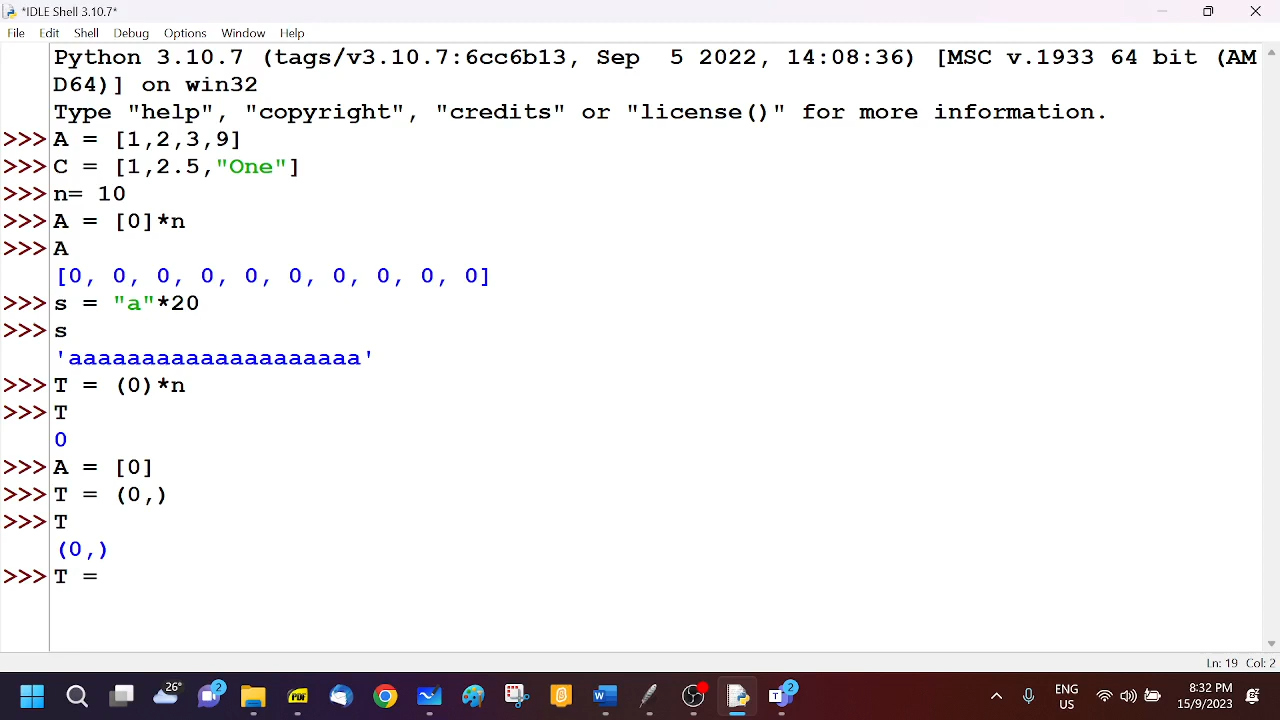 *IDLE Shell 3.10.7*
File Edit Shell Debug Options Window Help
Python 3.10.7 (tags/v3.10.7:6cc6b13, Sep  5 2022, 14:08:36) [MSC v.1933 64 bit (AM
D64)] on win32
Type "help", "copyright", "credits" or "license()" for more information.
>>> A = [1,2,3,9]
>>> C = [1,2.5,"One"]
>>> n= 10
>>> A = [0]*n
>>> A
[0, 0, 0, 0, 0, 0, 0, 0, 0, 0]
>>> s = "a"*20
>>> s
'aaaaaaaaaaaaaaaaaaaa'
>>> T = (0)*n
>>> T
0
>>> A = [0]
>>> T = (0,)
>>> T
(0,)
>>> T =
Ln: 19 Col: 2
26° 2 PDF W T 2 ENG 8:32 PM
US 15/9/2023